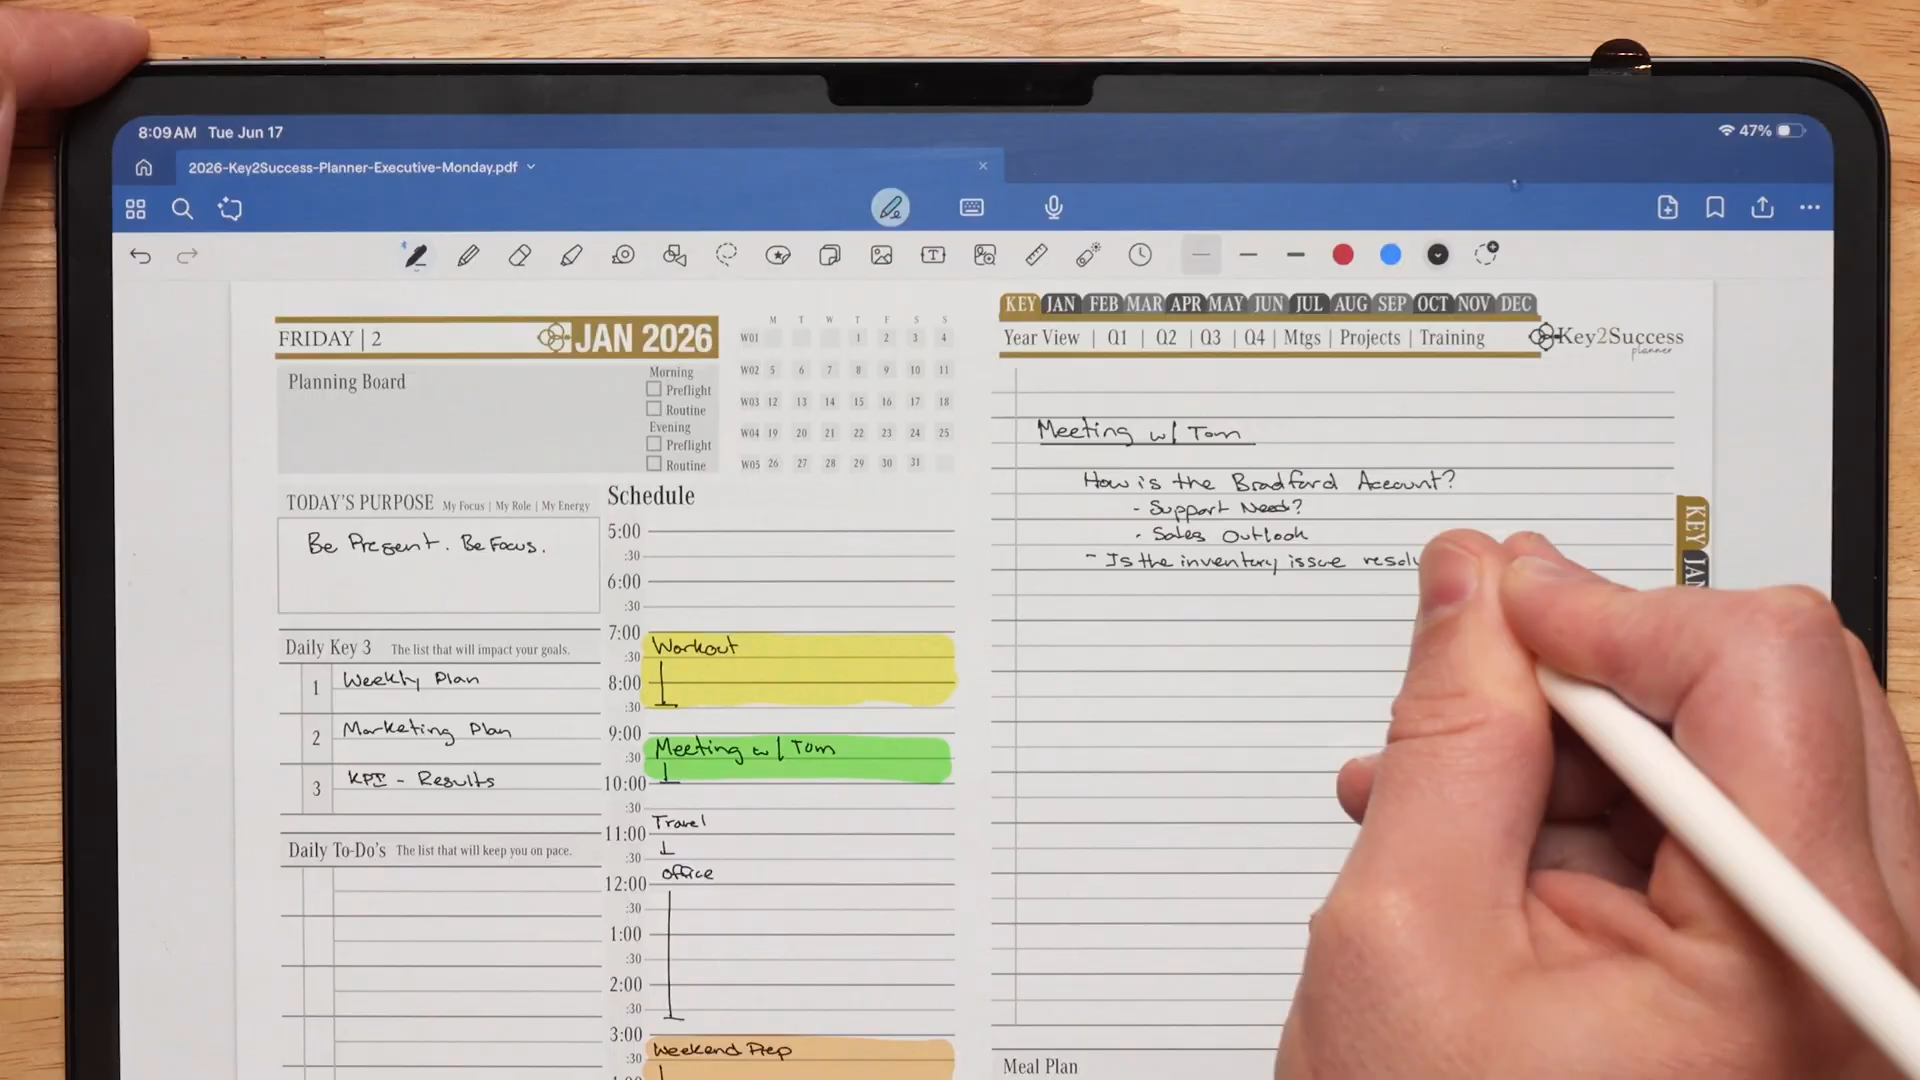 8:09 AM Tue Jun 17
47%
2026-Key2Success-Planner-Executive-Monday.pdf
FRIDAY | 2
JAN 2026
Planning Board
Morning
Preflight
Routine
Evening
Preflight
Routine
M T W T F S S
W01 1 2 3 4
W02 5 6 7 8 9 10 11
W03 12 13 14 15 16 17 18
W04 19 20 21 22 23 24 25
W05 26 27 28 29 30 31
TODAY'S PURPOSE My Focus | My Role | My Energy
Be Present. Be Focus.
Daily Key 3 The list that will impact your goals.
1 Weekly Plan
2 Marketing Plan
3 KPI - Results
Daily To-Do's The list that will keep you on pace.
Schedule
5:00
:30
6:00
:30
7:00
Workout
:30
8:00
:30
9:00
Meeting w/ Tom
:30
10:00
:30
Travel
11:00
:30
office
12:00
:30
1:00
:30
2:00
:30
3:00
Weekend Prep
:30
KEY JAN FEB MAR APR MAY JUN JUL AUG SEP OCT NOV DEC
Year View | Q1 | Q2 | Q3 | Q4 | Mtgs | Projects | Training
Key2Success
planner
Meeting w/ Tom
How is the Bradford Account?
- Support Need?
- Sales Outlook
- Is the inventory issue
KEY
Meal Plan